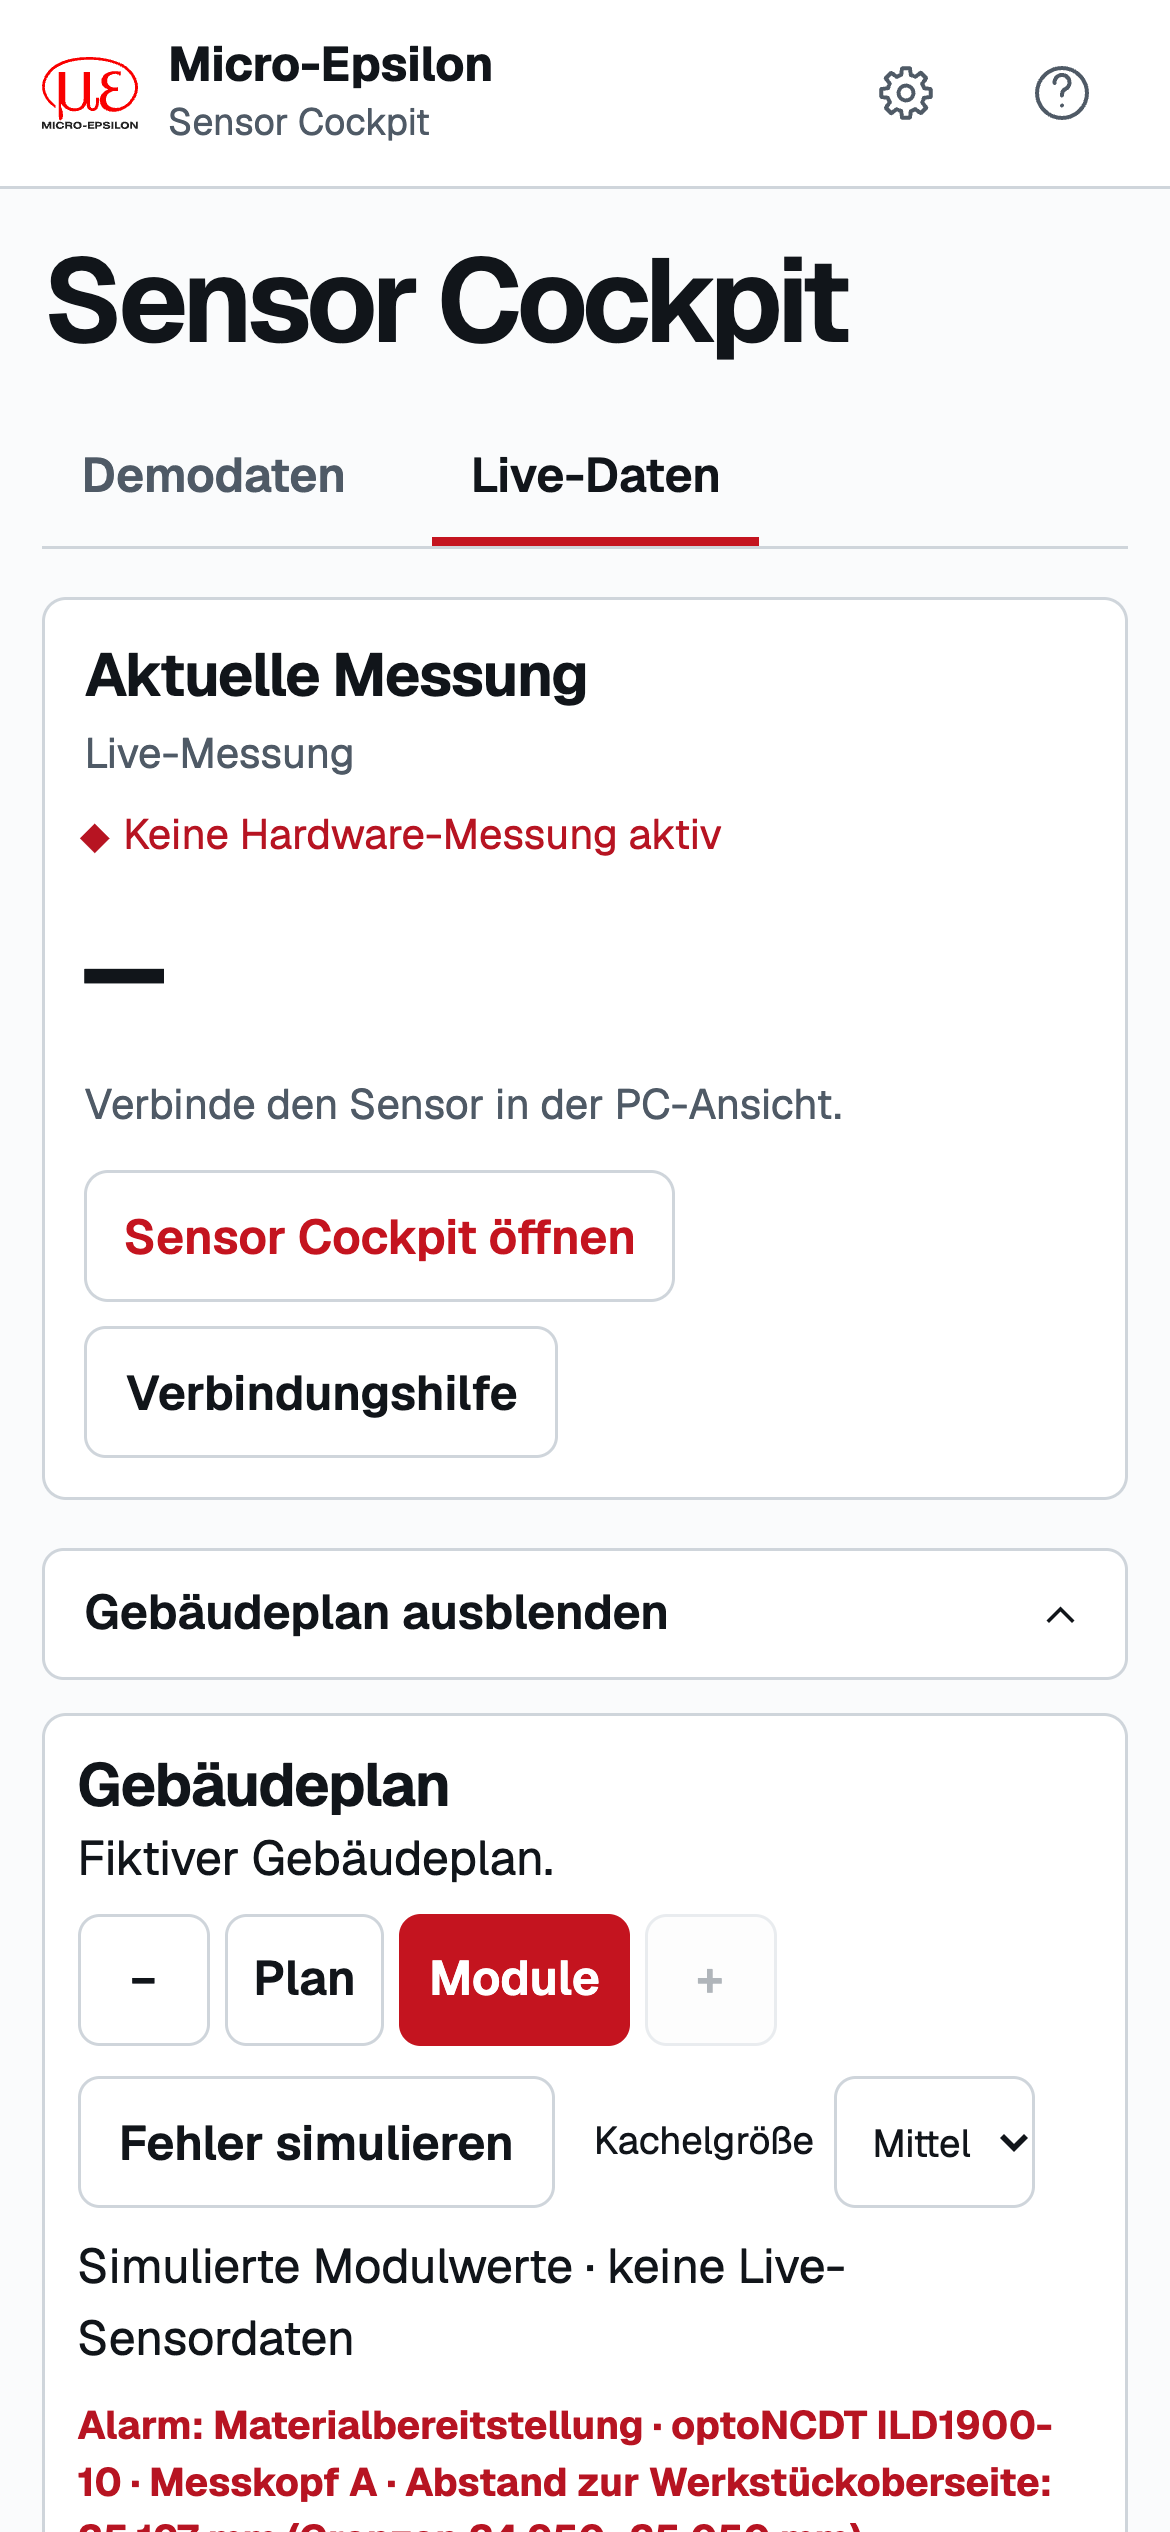 Micro-Epsilon
Sensor Cockpit
με
MICRO-EPSILON
Sensor Cockpit
Demodaten
Live-Daten
Aktuelle Messung
Live-Messung
◆ Keine Hardware-Messung aktiv
—
Verbinde den Sensor in der PC-Ansicht.
Sensor Cockpit öffnen
Verbindungshilfe
Gebäudeplan ausblenden
Gebäudeplan
Fiktiver Gebäudeplan.
− Plan Module +
Fehler simulieren Kachelgröße Mittel
Simulierte Modulwerte · keine Live-
Sensordaten
Alarm: Materialbereitstellung · optoNCDT ILD1900-
10 · Messkopf A · Abstand zur Werkstückoberseite: